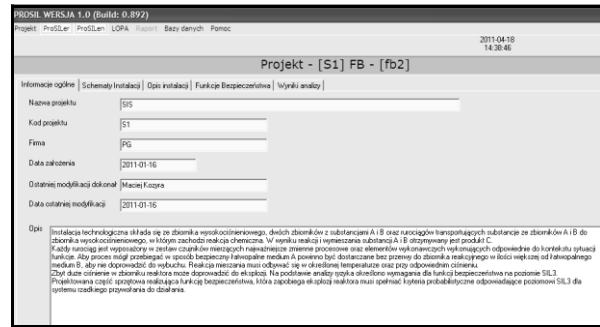 PROSIL WERSJA 1.0 (Build: 0.892)
Projekt ProSILer ProSILen LOPA Raport Bazy danych Pomoc
2011-04-18
14:38:46
Projekt - [S1] FB - [fb2]
Informacje ogólne Schematy Instalacji Opis instalacji Funkcje Bezpieczeństwa Wyniki analizy
Nazwa projektu SIS
Kod projektu S1
Firma PG
Data założenia 2011-01-16
Ostatniej modyfikacji dokonał Maciej Kozyra
Data ostatniej modyfikacji 2011-01-16
Opis Instalacja technologiczna składa się ze zbiornika wysokociśnieniowego, dwóch zbiorników z substancjami A i B oraz rurociągów transportujących substancje ze zbiorników A i B do
zbiornika wysokociśnieniowego, w którym zachodzi reakcja chemiczna. W wyniku reakcji i wymieszania substancji A i B otrzymywany jest produkt C.
Każdy rurociąg jest wyposażony w zestaw czujników mierzących najważniejsze zmienne procesowe oraz elementów wykonawczych wykonujących odpowiednie do kontekstu sytuacji
funkcje. Aby proces mógł przebiegać w sposób bezpieczny łatwopalne medium A powinno być dostarczane bez przerwy do zbiornika reakcyjnego w ilości większej od łatwopalnego
medium B, aby nie doprowadzić do wybuchu. Reakcja mieszania musi odbywać się w określonej temperaturze oraz przy odpowiednim ciśnieniu.
Zbyt duże ciśnienie w zbiorniku reaktora może doprowadzić do eksplozji. Na podstawie analizy ryzyka określono wymagania dla funkcji bezpieczeństwa na poziomie SIL3.
Projektowana część sprzętowa realizująca funkcję bezpieczeństwa, która zapobiega eksplozji reaktora musi spełniać kryteria probabilistyczne odpowiadające poziomowi SIL3 dla
systemu rzadkiego przywołania do działania.